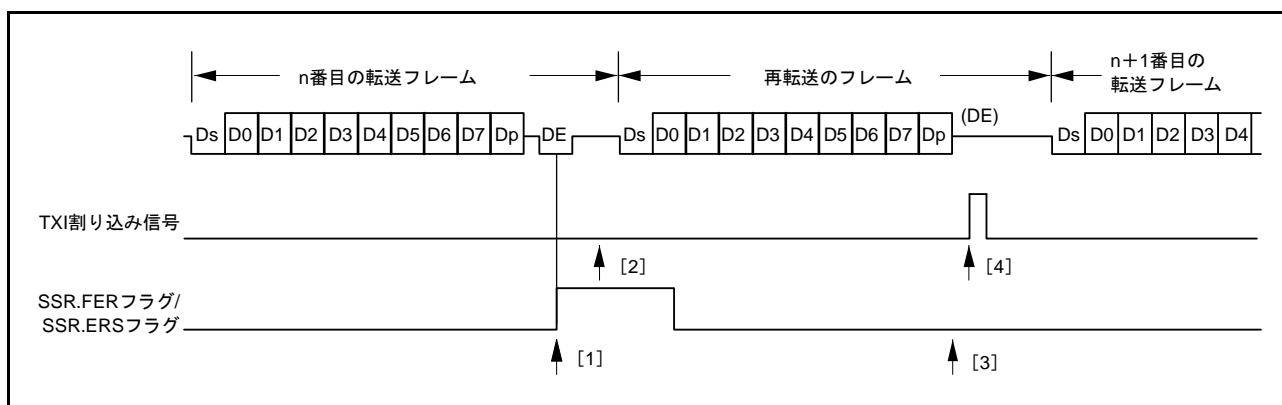 n番目の転送フレーム
再転送のフレーム
n＋1番目の
転送フレーム
Ds D0 D1 D2 D3 D4 D5 D6 D7 Dp DE Ds D0 D1 D2 D3 D4 D5 D6 D7 Dp (DE) Ds D0 D1 D2 D3 D4
TXI割り込み信号
［2］ ［4］
SSR.FERフラグ/
SSR.ERSフラグ
［1］ ［3］